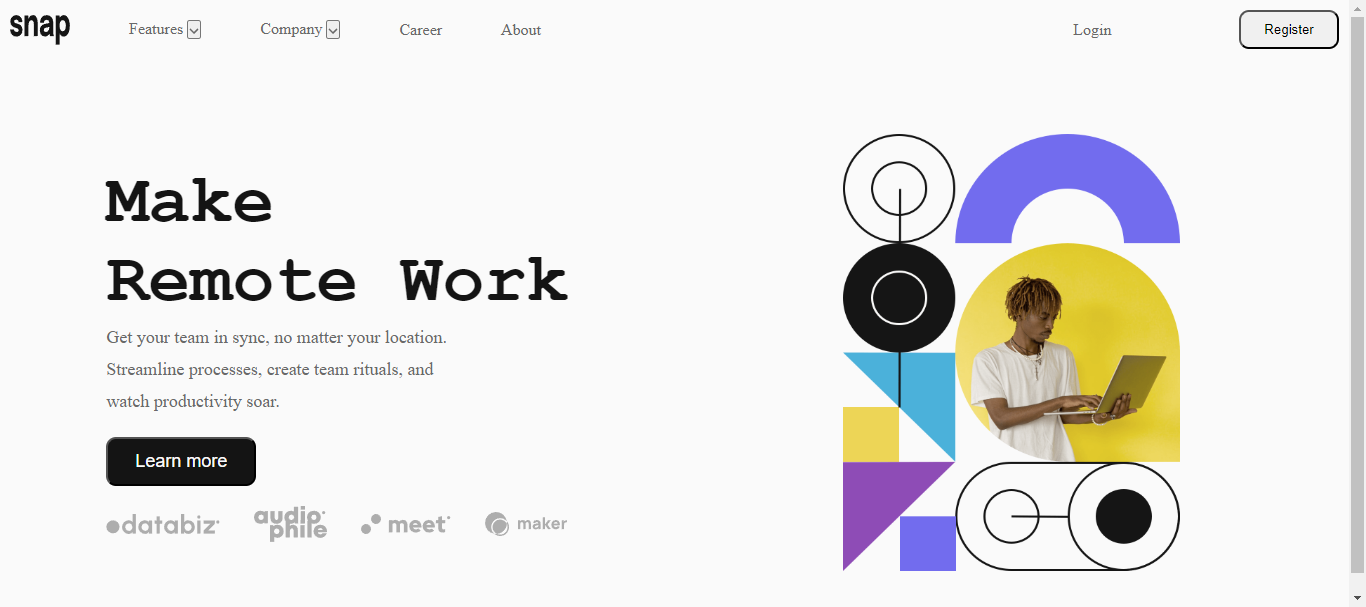 snap
Features
Company
Career
About
Login
Register
Make
Remote Work
Get your team in sync, no matter your location.
Streamline processes, create team rituals, and
watch productivity soar.
Learn more
databiz
audiophile
meet
maker